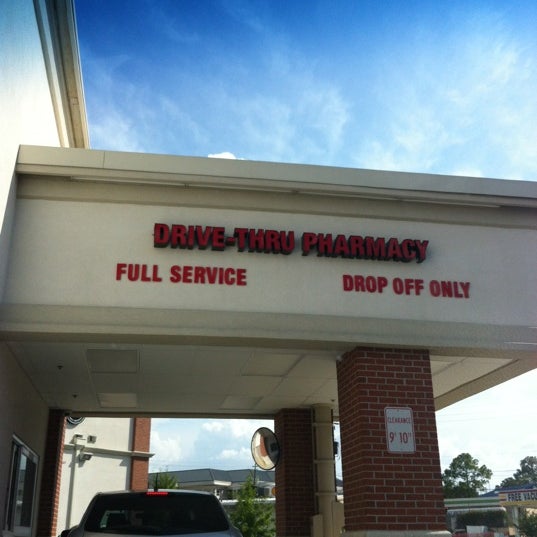 DRIVE-THRU PHARMACY
FULL SERVICE
DROP OFF ONLY
CLEARANCE
9' 10"
FREE VACU